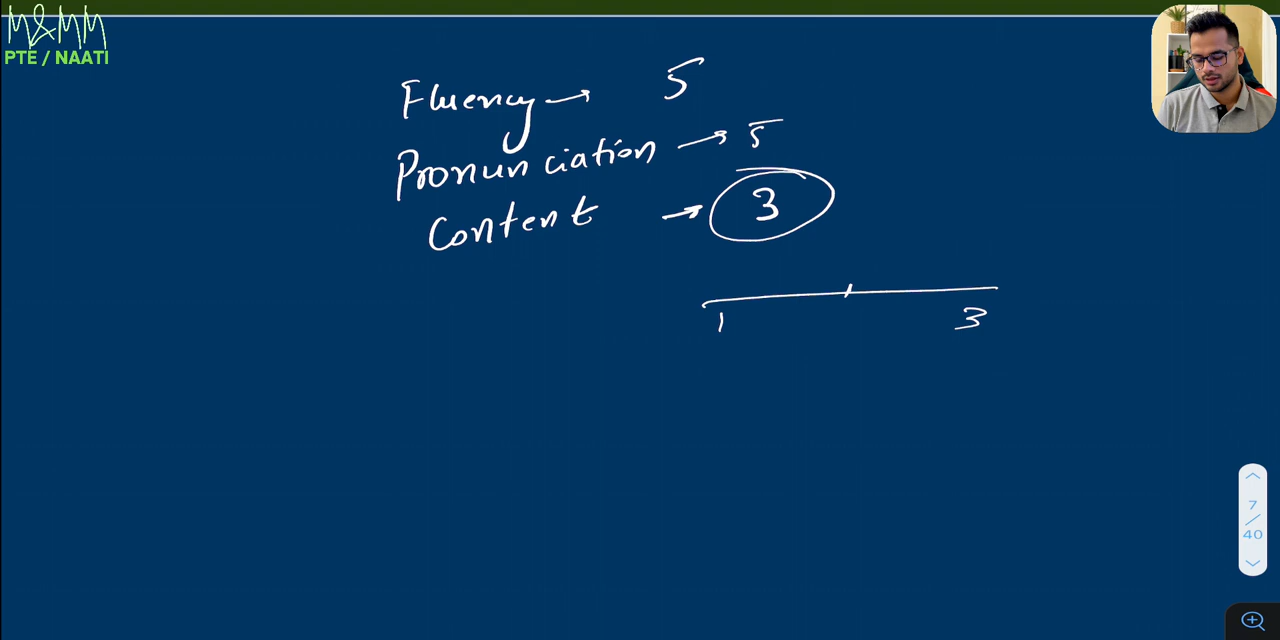 M&MM
PTE / NAATI
Fluency → 5
Pronunciation → 5
Content → 3
1 3
7
/
40